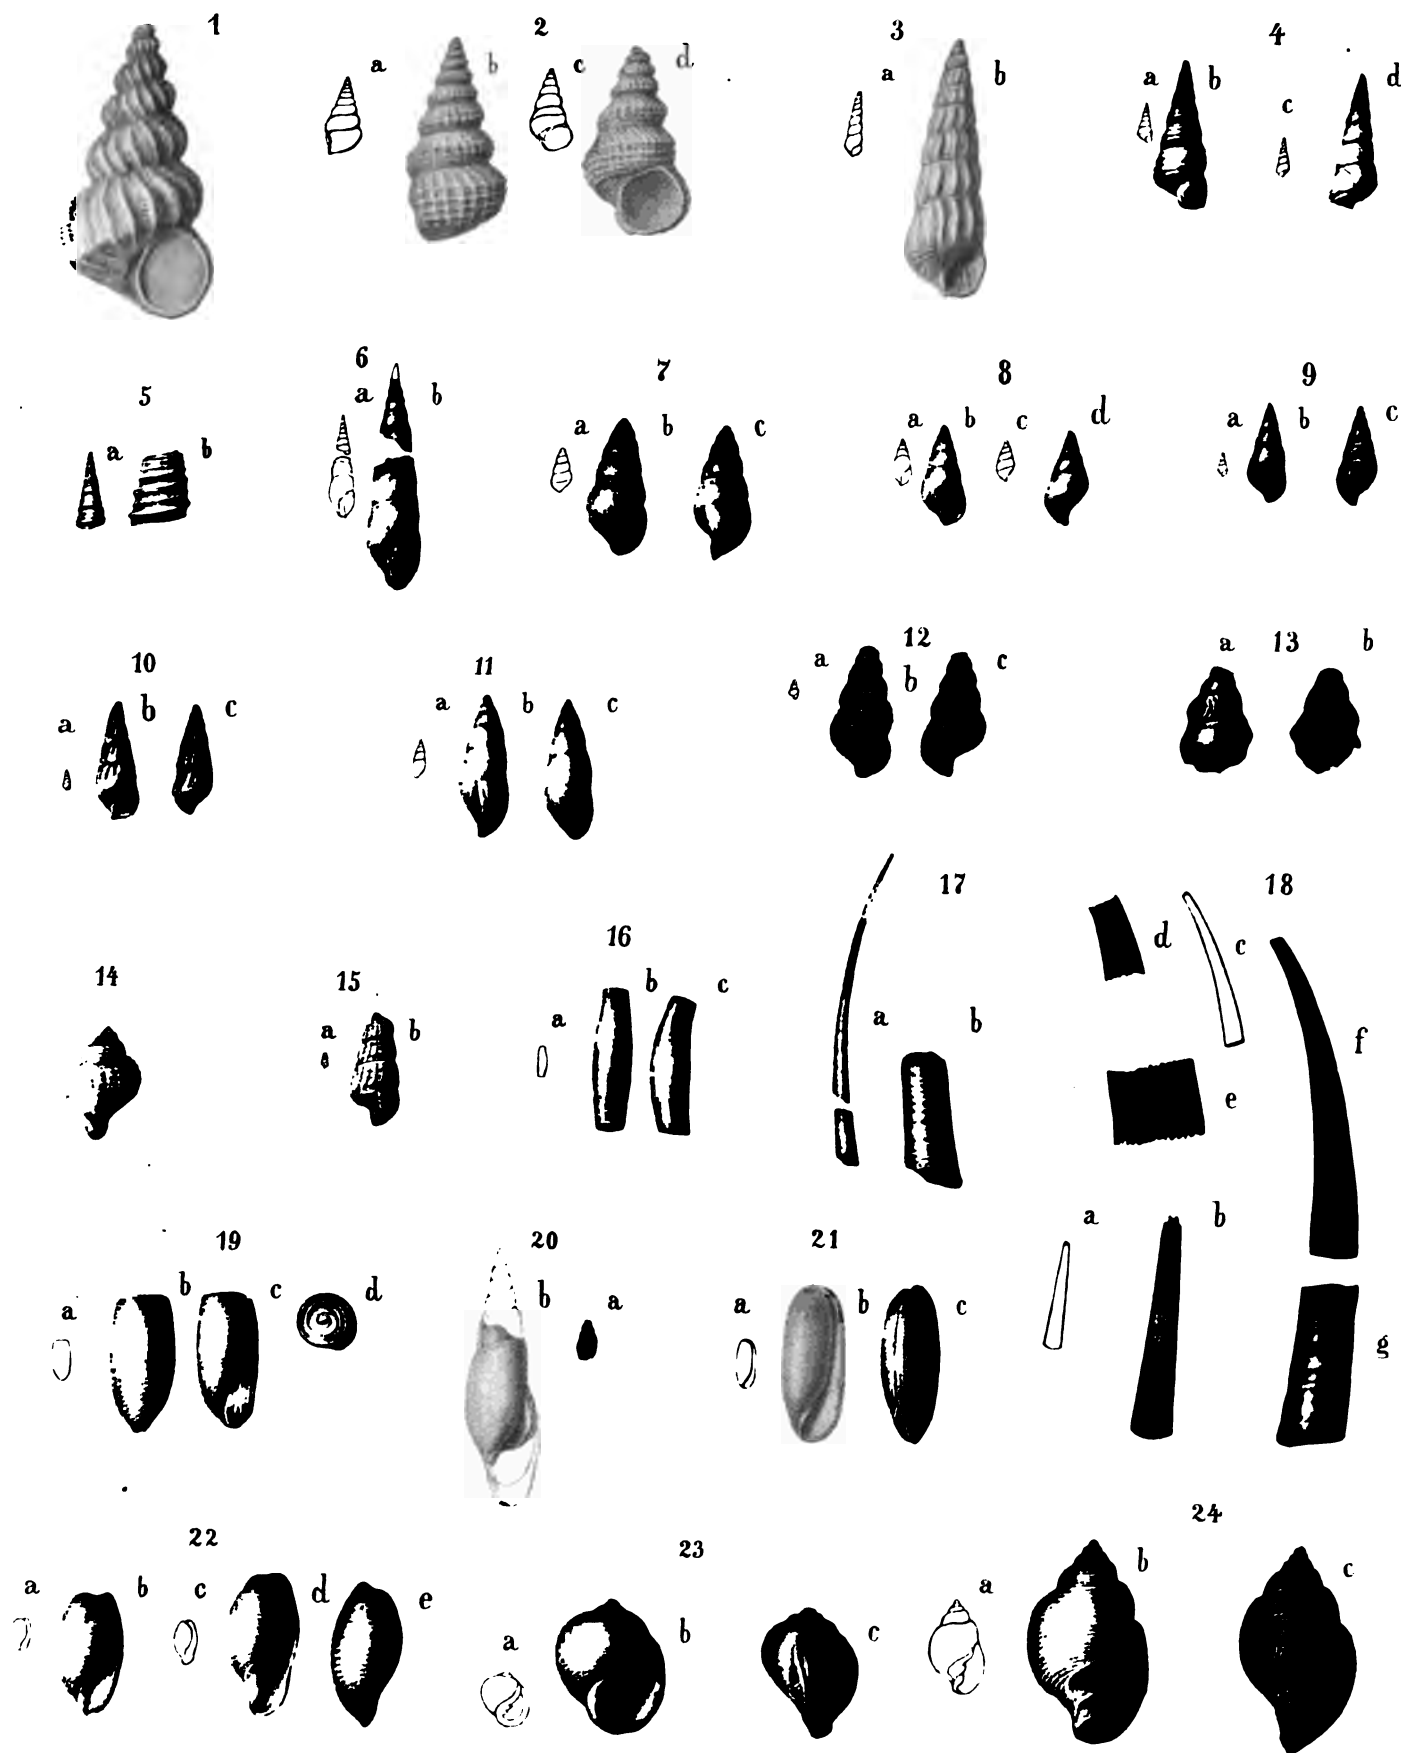 1 2 3 4
a b c d a b a b c d
5 6 7 8 9
a b a b a b c a b c d a b c
10 11 12 13
a b c a b c a b c a b
14 15 16 17 18
a b a b c a b d c e f a b g
19 20 21
a b c d b a a b c
22 23 24
a b c d e a b c a b c